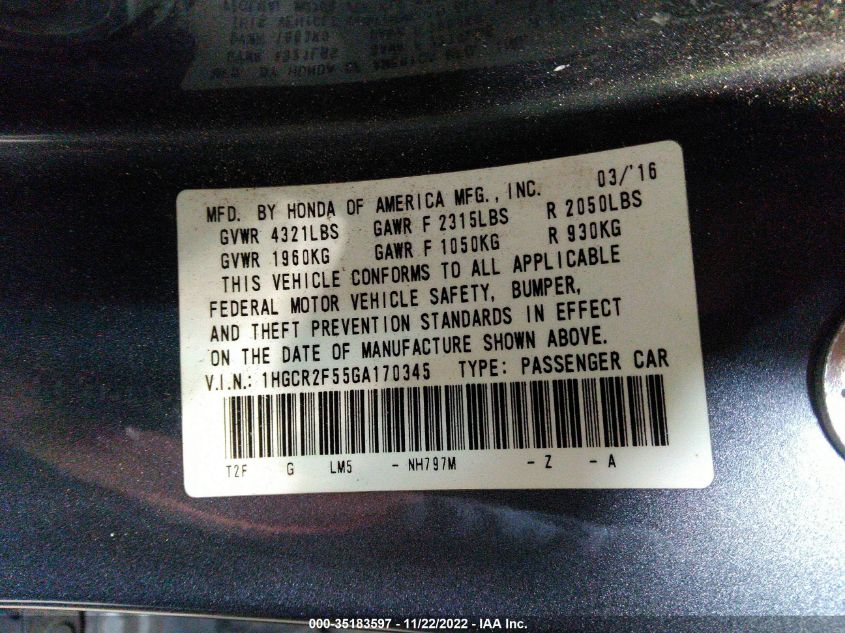 MFD. BY HONDA OF AMERICA MFG., INC. 03/'16
GVWR 4321LBS GAWR F 2315LBS R 2050LBS
GVWR 1960KG GAWR F 1050KG R 930KG
THIS VEHICLE CONFORMS TO ALL APPLICABLE
FEDERAL MOTOR VEHICLE SAFETY, BUMPER,
AND THEFT PREVENTION STANDARDS IN EFFECT
ON THE DATE OF MANUFACTURE SHOWN ABOVE.
V.I.N.: 1HGCR2F55GA170345 TYPE: PASSENGER CAR
T2F G LM5 - NH797M - Z - A
000-35183597 - 11/22/2022 - IAA Inc.